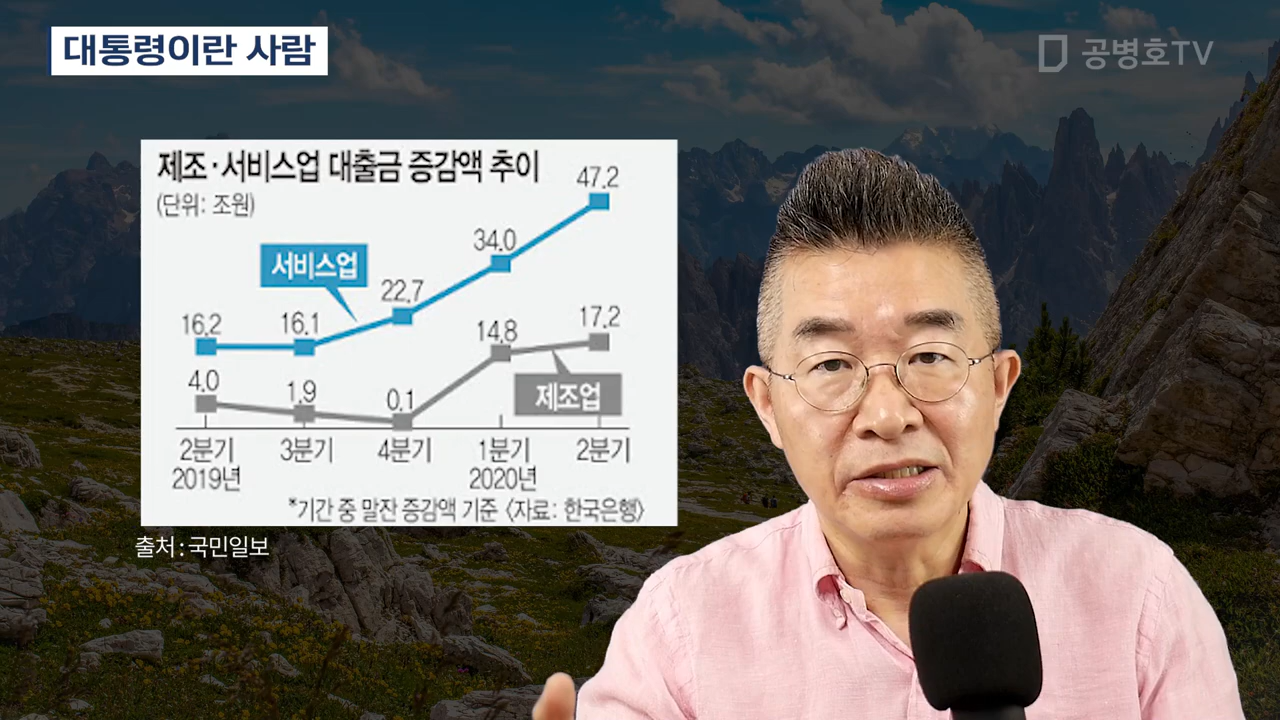 대통령이란 사람
공병호TV
제조·서비스업 대출금 증감액 추이
(단위: 조원)
47.2
34.0
서비스업
22.7
16.2
16.1
17.2
14.8
4.0
1.9
0.1
제조업
2분기 3분기 4분기 1분기 2분기
2019년 2020년
*기간 중 말잔 증감액 기준 〈자료: 한국은행〉
출처 : 국민일보